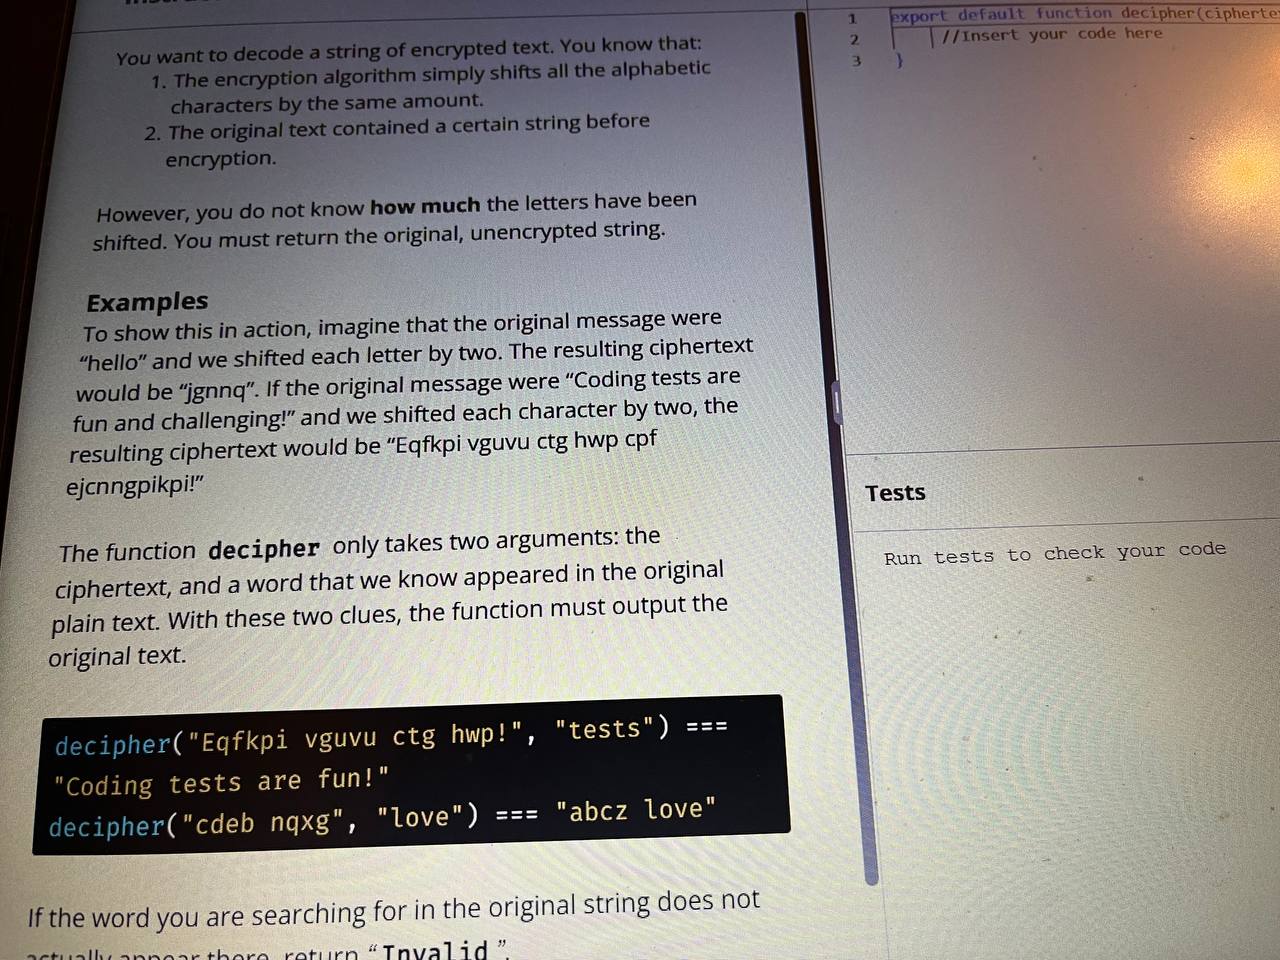 You want to decode a string of encrypted text. You know that:
1. The encryption algorithm simply shifts all the alphabetic
characters by the same amount.
2. The original text contained a certain string before
encryption.
However, you do not know how much the letters have been
shifted. You must return the original, unencrypted string.
Examples
To show this in action, imagine that the original message were
“hello” and we shifted each letter by two. The resulting ciphertext
would be “jgnnq”. If the original message were “Coding tests are
fun and challenging!” and we shifted each character by two, the
resulting ciphertext would be “Eqfkpi vguvu ctg hwp cpf
ejcnngpikpi!”
The function decipher only takes two arguments: the
ciphertext, and a word that we know appeared in the original
plain text. With these two clues, the function must output the
original text.
decipher("Eqfkpi vguvu ctg hwp!", "tests") ===
"Coding tests are fun!"
decipher("cdeb nqxg", "love") === "abcz love"
If the word you are searching for in the original string does not
actually appear there, return “Invalid”.
1 export default function decipher(cipherte
2 //Insert your code here
3 }
Tests
Run tests to check your code